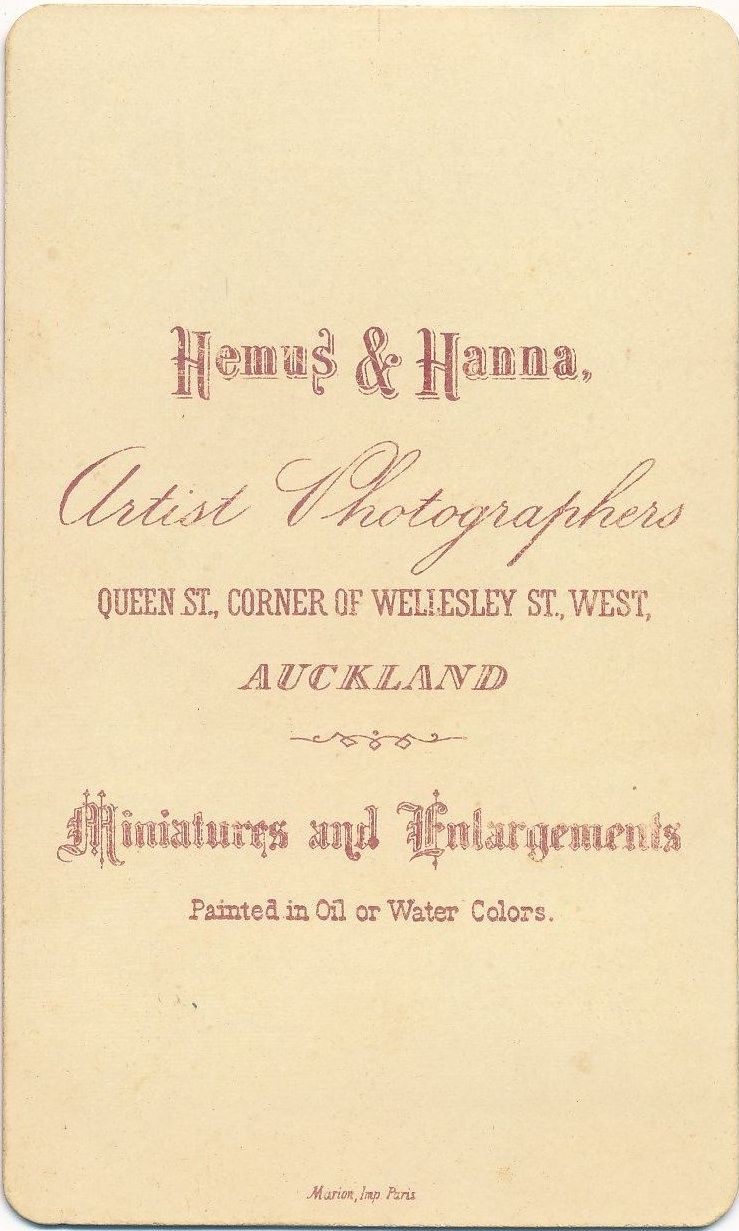 Hemus & Hanna,
Artist Photographers
QUEEN ST., CORNER OF WELLESLEY ST., WEST,
AUCKLAND
Miniatures and Enlargements
Painted in Oil or Water Colors.
Marion, Imp. Paris